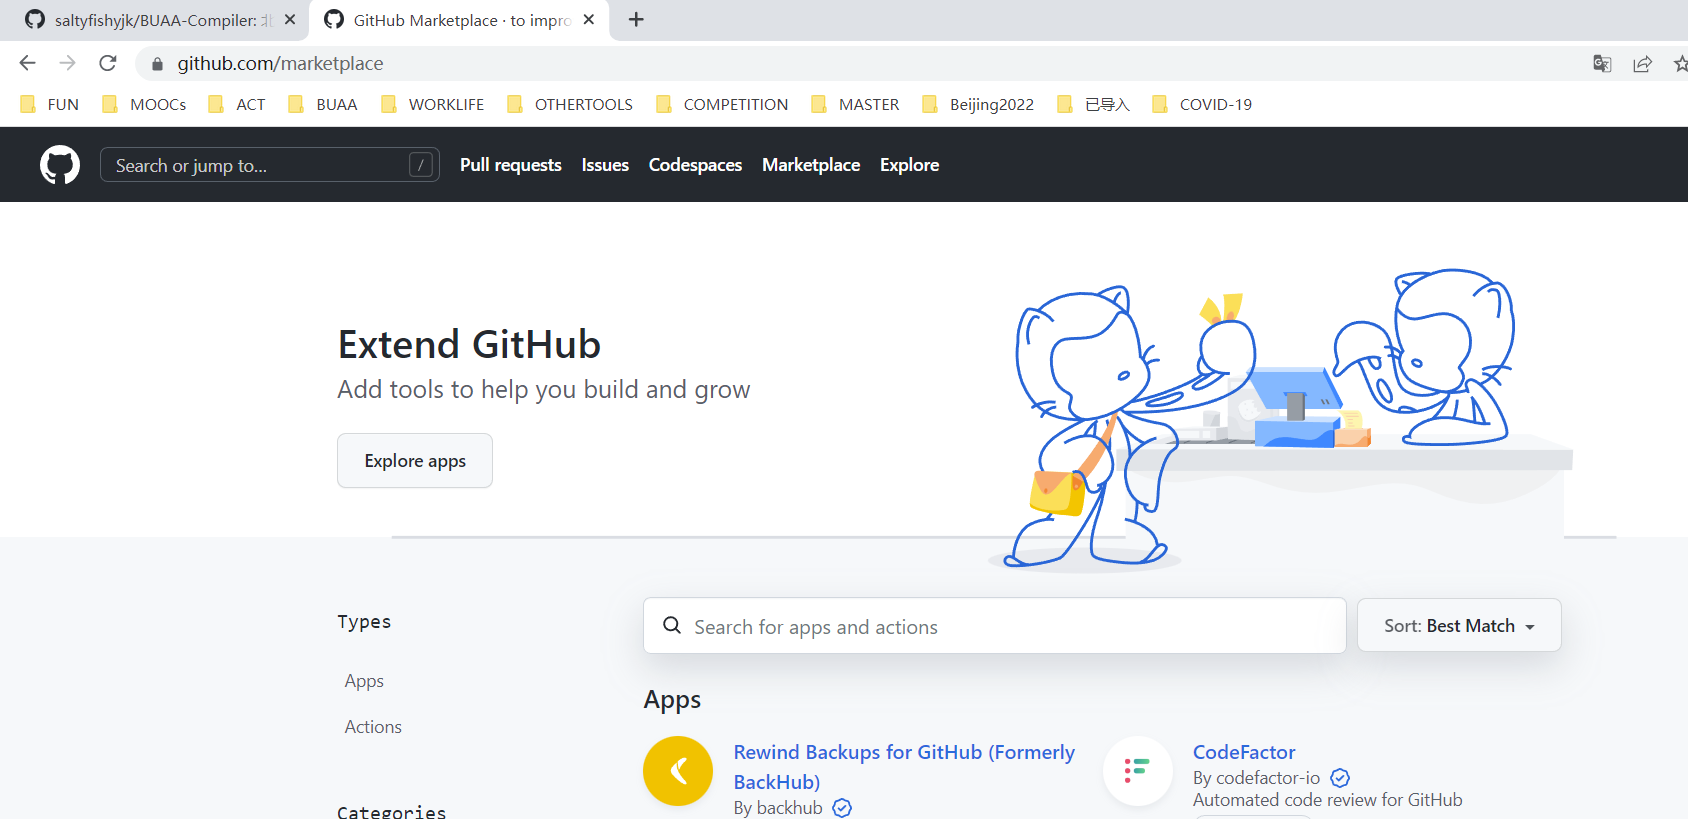 saltyfishyjk/BUAA-Compiler: 北
GitHub Marketplace · to impro
github.com/marketplace
FUN MOOCs ACT BUAA WORKLIFE OTHERTOOLS COMPETITION MASTER Beijing2022 已导入 COVID-19
Search or jump to... / Pull requests Issues Codespaces Marketplace Explore
Extend GitHub
Add tools to help you build and grow
Explore apps
Types
Apps
Actions
Categories
Search for apps and actions
Sort: Best Match
Apps
Rewind Backups for GitHub (Formerly
BackHub)
By backhub
CodeFactor
By codefactor-io
Automated code review for GitHub